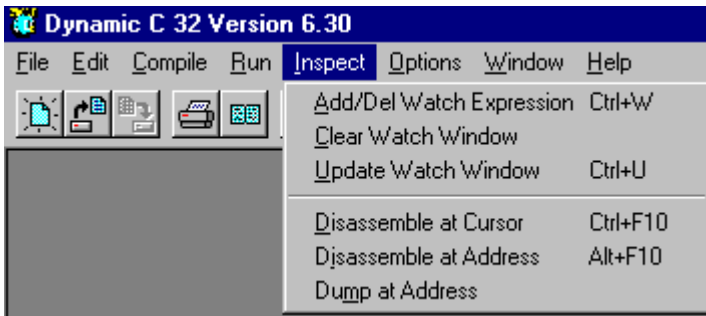 Dynamic C 32 Version 6.30
File Edit Compile Run Inspect Options Window Help
Add/Del Watch Expression Ctrl+W
Clear Watch Window
Update Watch Window Ctrl+U
Disassemble at Cursor Ctrl+F10
Disassemble at Address Alt+F10
Dump at Address